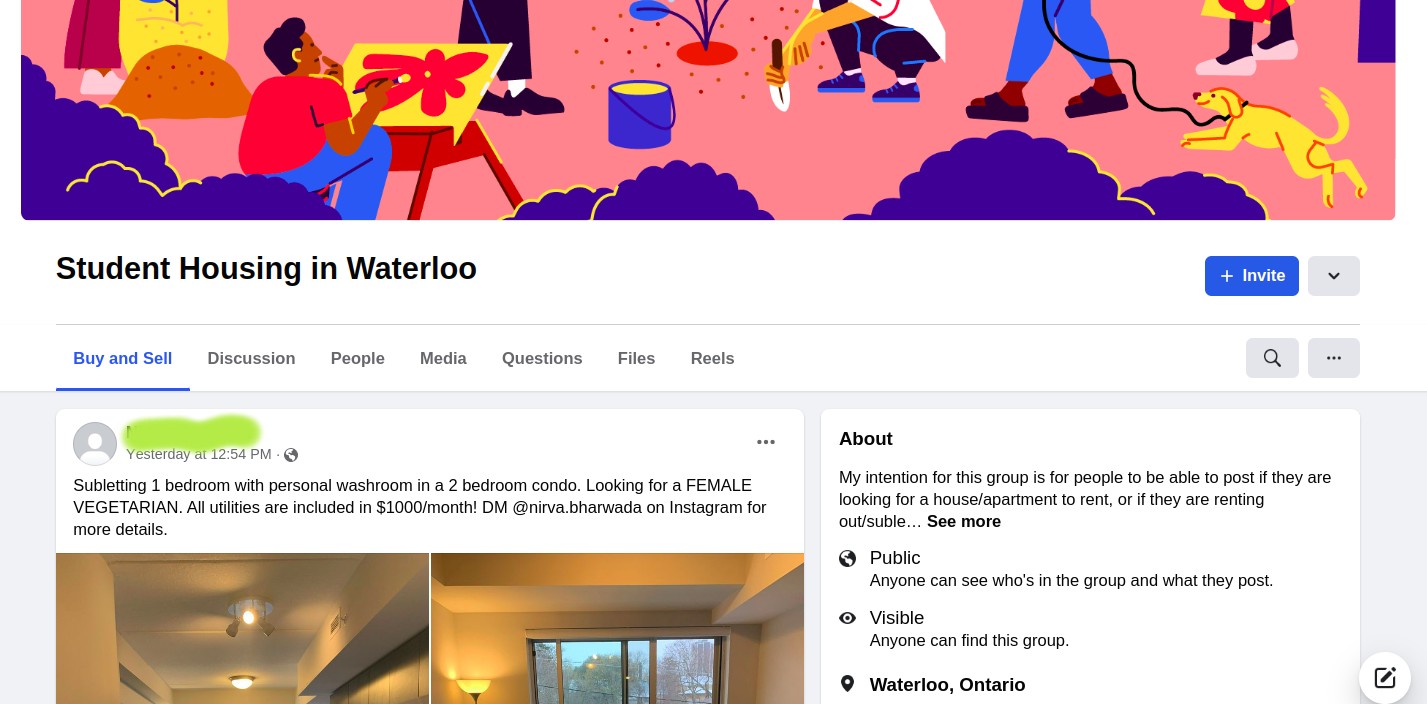 Student Housing in Waterloo
Invite
Buy and Sell Discussion People Media Questions Files Reels
Yesterday at 12:54 PM ·
Subletting 1 bedroom with personal washroom in a 2 bedroom condo. Looking for a FEMALE
VEGETARIAN. All utilities are included in $1000/month! DM @nirva.bharwada on Instagram for
more details.
About
My intention for this group is for people to be able to post if they are
looking for a house/apartment to rent, or if they are renting
out/suble… See more
Public
Anyone can see who's in the group and what they post.
Visible
Anyone can find this group.
Waterloo, Ontario